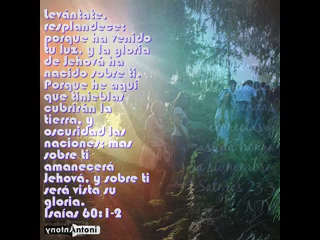 Levántate,
resplandece;
porque ha venido
tu luz, y la gloria
de Jehová ha
nacido sobre ti.
Porque he aquí
que tinieblas
cubrirán la
tierra, y
oscuridad las
naciones; mas
sobre ti
amanecerá
Jehová, y sobre ti
será vista su
gloria.
Isaías 60:1-2